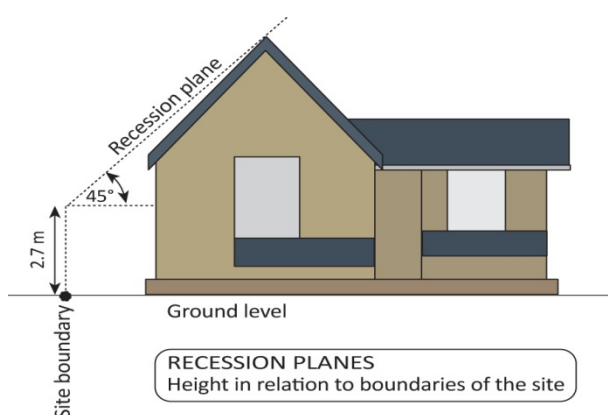 Recession plane
45°
2.7 m
Ground level
Site boundary
RECESSION PLANES
Height in relation to boundaries of the site